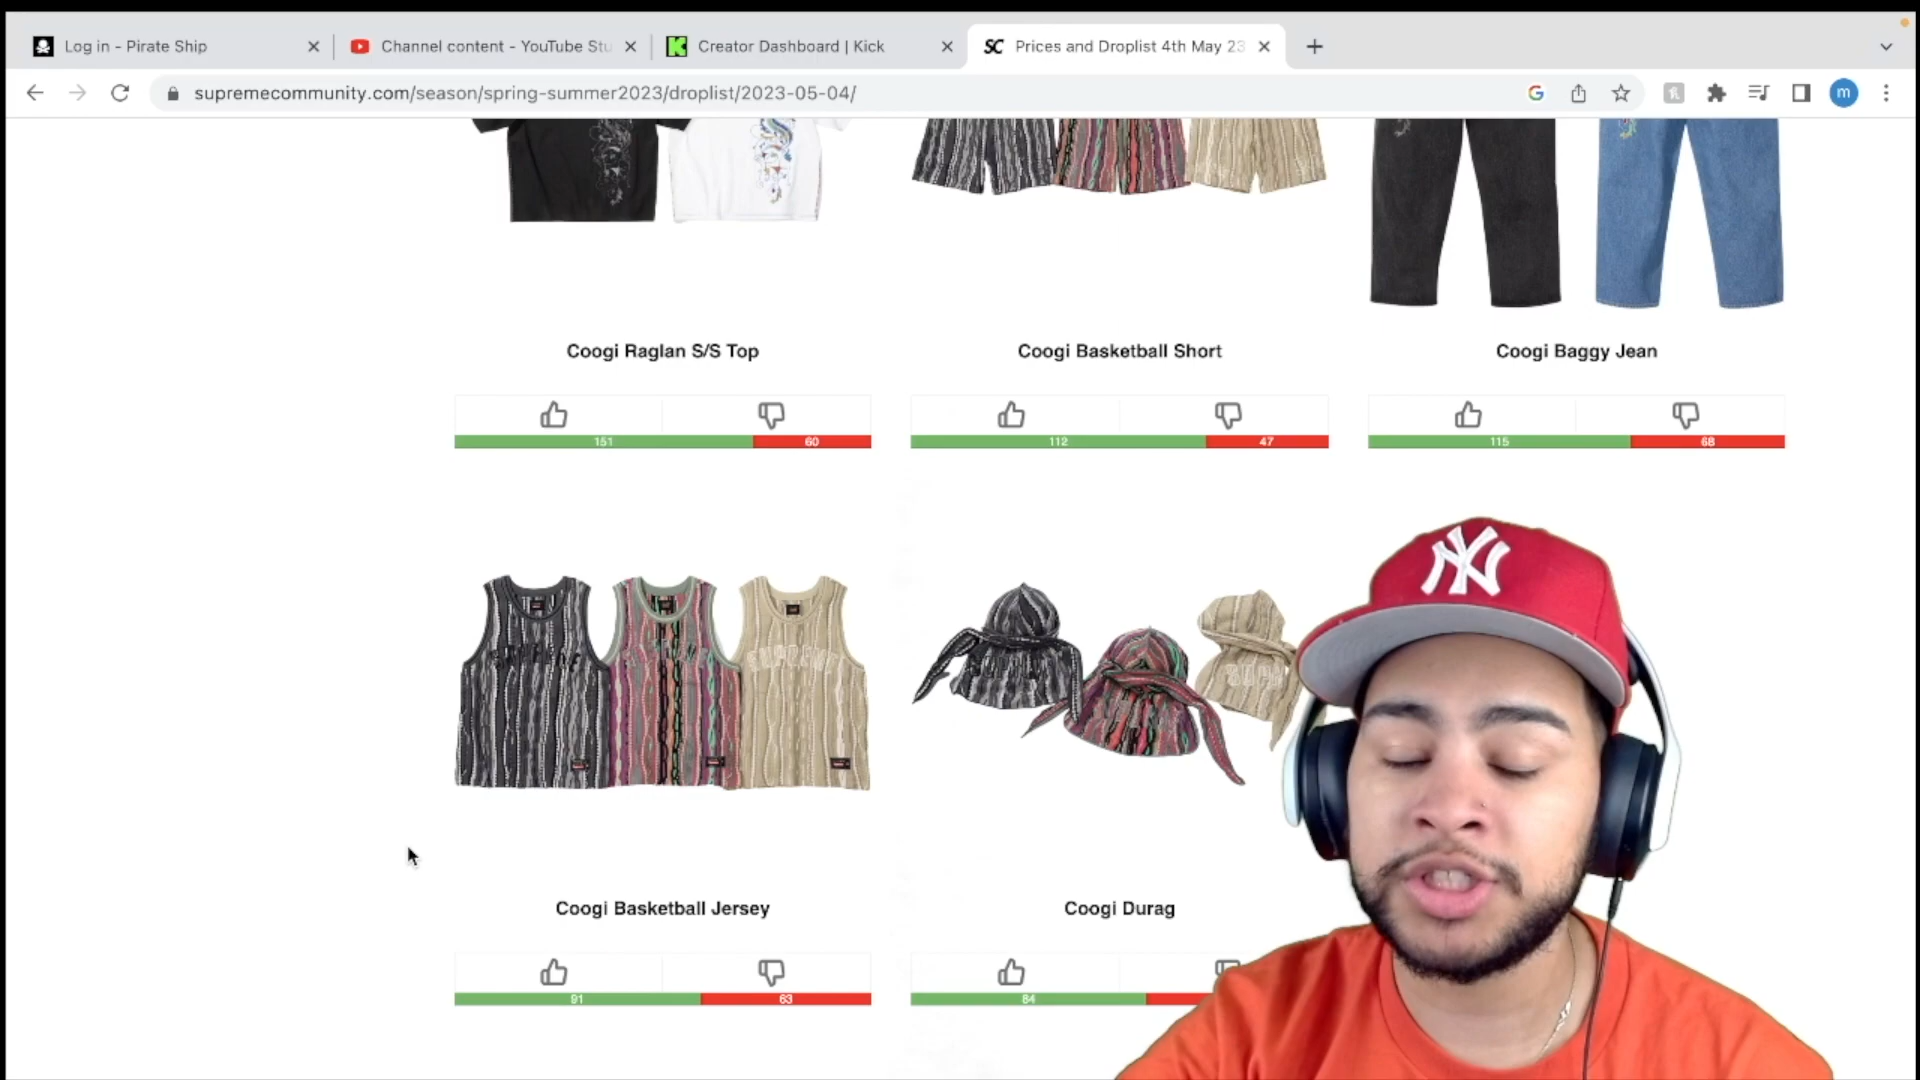 Log in - Pirate Ship
Channel content - YouTube Stu
Creator Dashboard | Kick
SC Prices and Droplist 4th May 23
supremecommunity.com/season/spring-summer2023/droplist/2023-05-04/
m
Coogi Raglan S/S Top
Coogi Basketball Short
Coogi Baggy Jean
151 60
112 47
115 68
SUPREME
NY
Coogi Basketball Jersey
Coogi Durag
91 63
84